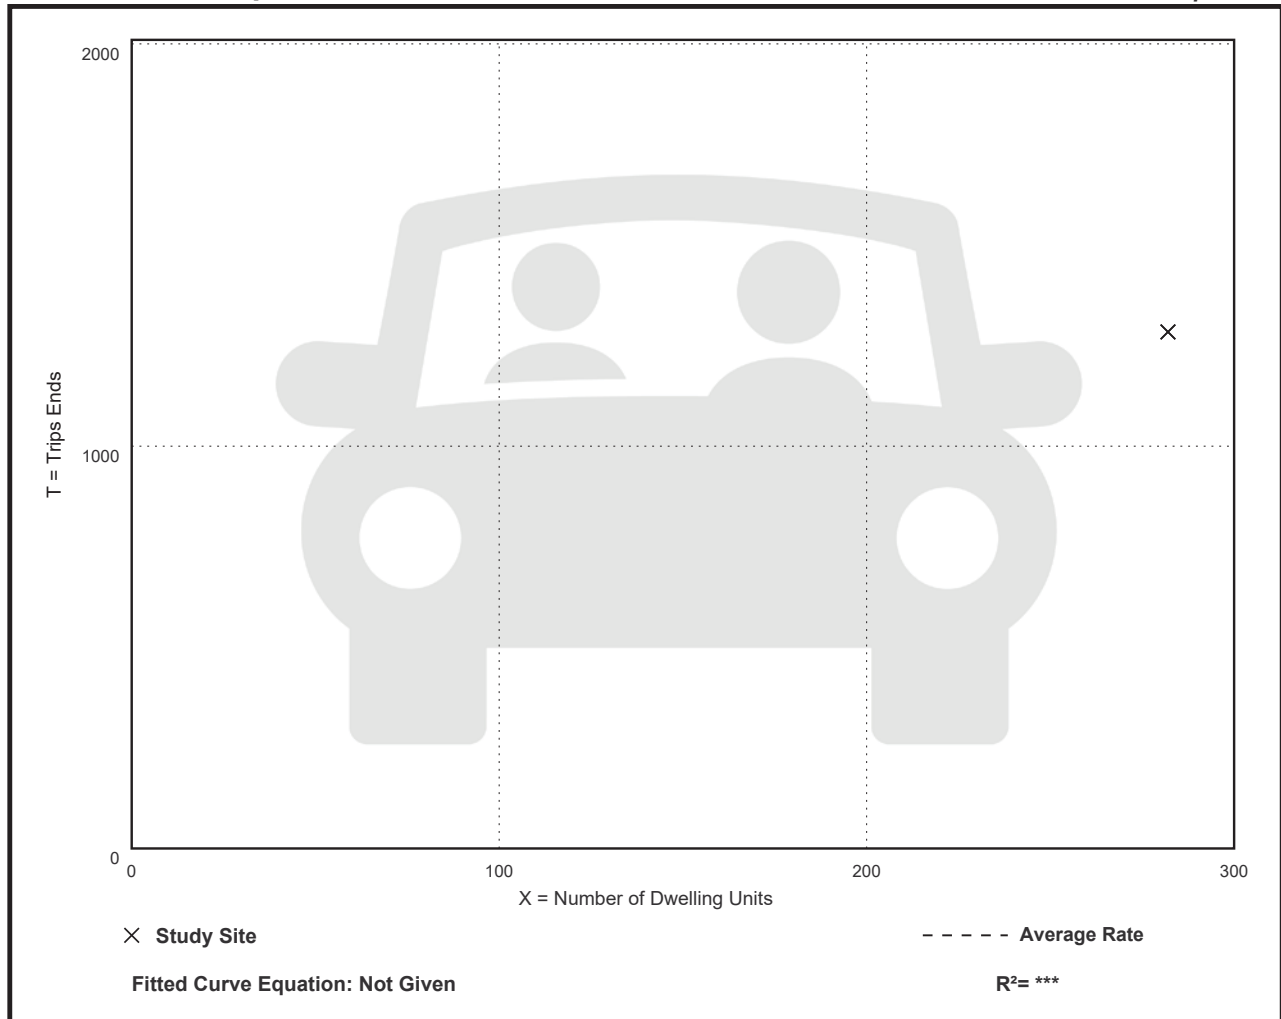 2000
1000
0
T = Trips Ends
0 100 200 300
X = Number of Dwelling Units
Study Site
Average Rate
Fitted Curve Equation: Not Given
R²= ***